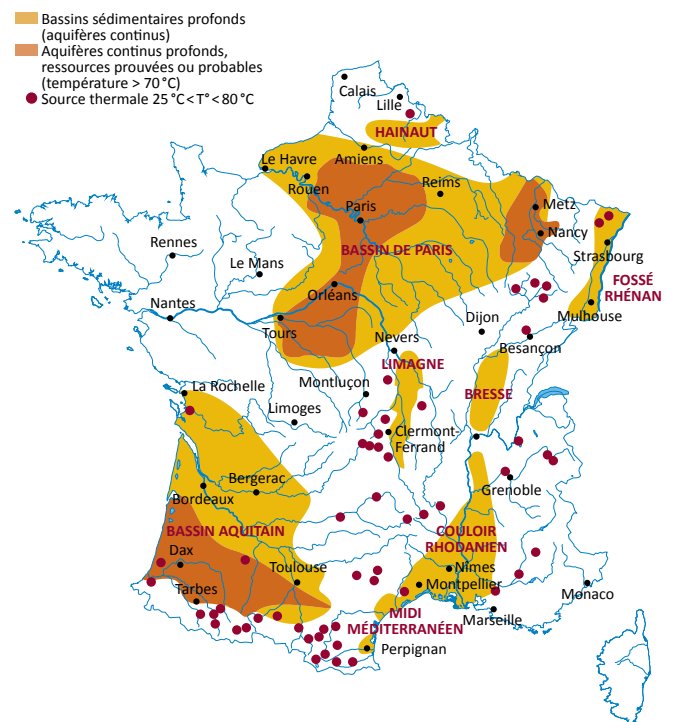 Bassins sédimentaires profonds
(aquifères continus)
Aquifères continus profonds,
ressources prouvées ou probables
(température > 70 °C)
Source thermale 25 °C < T° < 80 °C
Calais
Lille
HAINAUT
Le Havre
Amiens
Rouen
Reims
Paris
Metz
Nancy
BASSIN DE PARIS
Strasbourg
Rennes
Le Mans
FOSSÉ
RHÉNAN
Orléans
Nantes
Tours
Dijon
Mulhouse
Nevers
Besançon
LIMAGNE
La Rochelle
Montluçon
BRESSE
Limoges
Clermont-
Ferrand
Bergerac
Grenoble
Bordeaux
BASSIN AQUITAIN
COULOIR
RHODANIEN
Dax
Toulouse
Nîmes
Tarbes
Montpellier
Monaco
MIDI
MÉDITERRANÉEN
Marseille
Perpignan